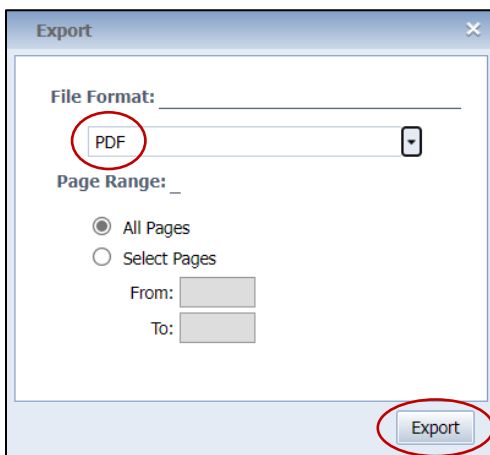 Export
File Format:
PDF
Page Range:
All Pages
Select Pages
From:
To:
Export